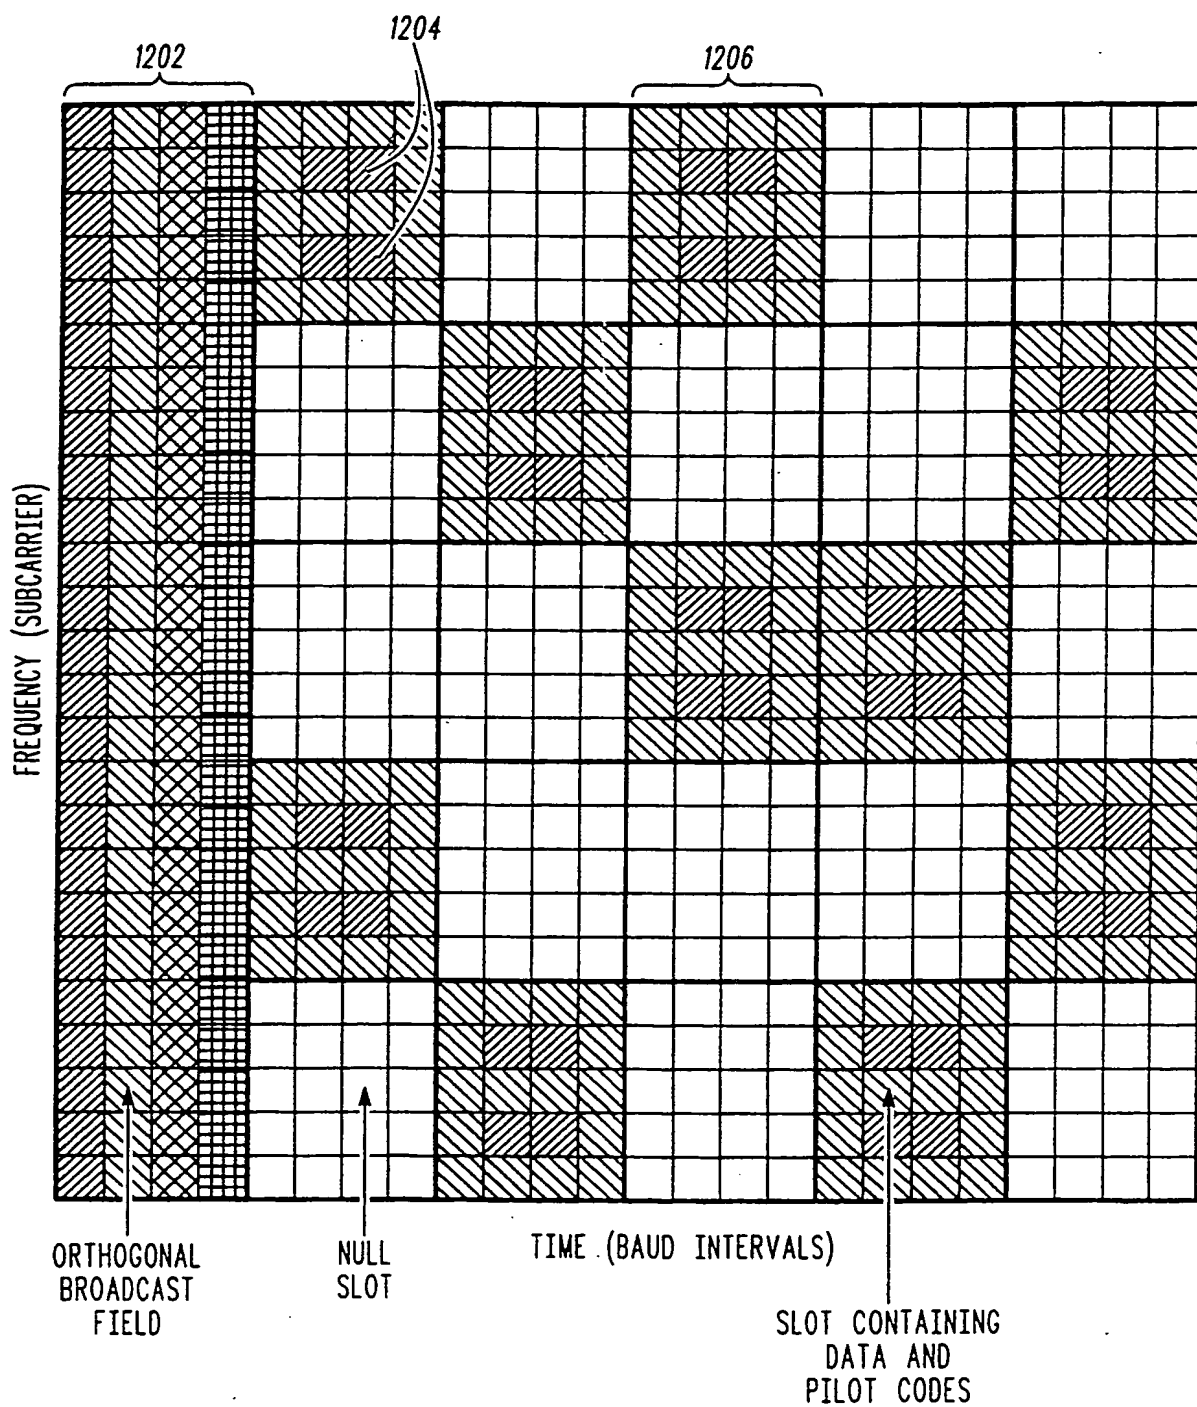 1204
1202
1206
FREQUENCY (SUBCARRIER)
TIME (BAUD INTERVALS)
ORTHOGONAL
BROADCAST
FIELD
NULL
SLOT
SLOT CONTAINING
DATA AND
PILOT CODES